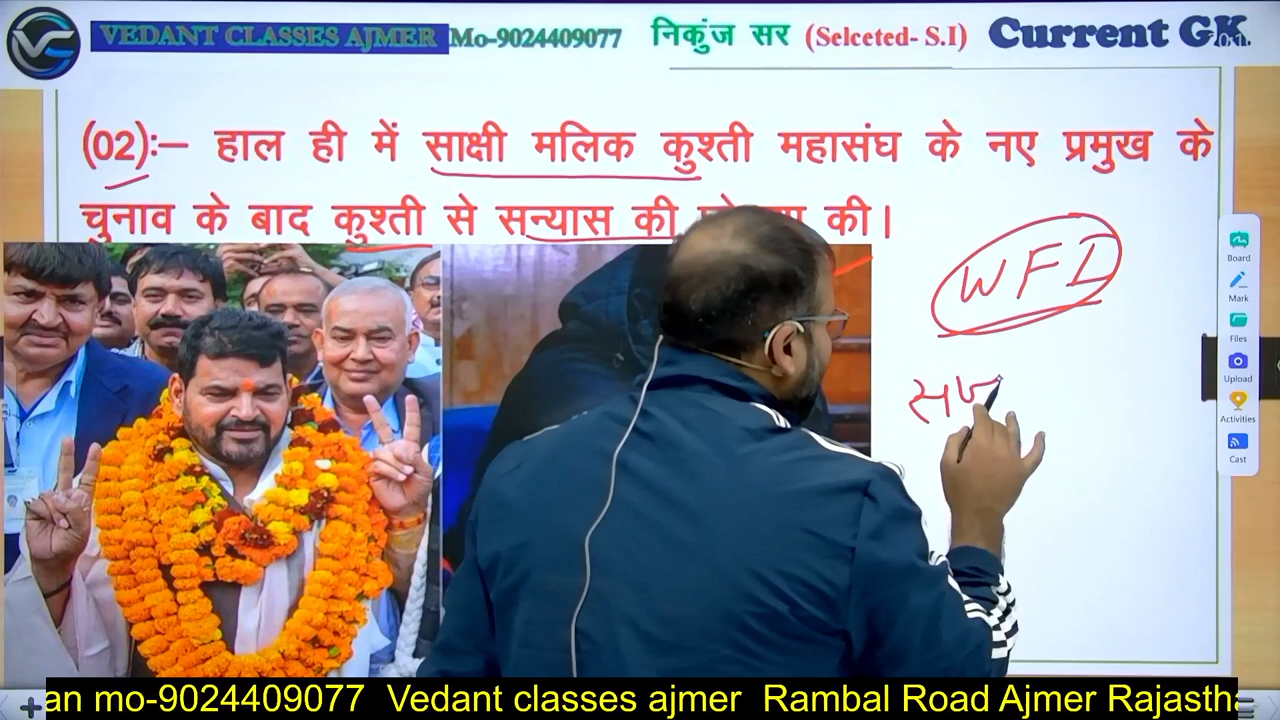 VEDANT CLASSES AJMER Mo-9024409077 निकुंज सर (Selceted- S.I) Current GK
(02):- हाल ही में साक्षी मलिक कुश्ती महासंघ के नए प्रमुख के
चुनाव के बाद कुश्ती से सन्यास की की।
WFI
Board
Mark
Files
Upload
Activities
Cast
an mo-9024409077 Vedant classes ajmer Rambal Road Ajmer Rajastha